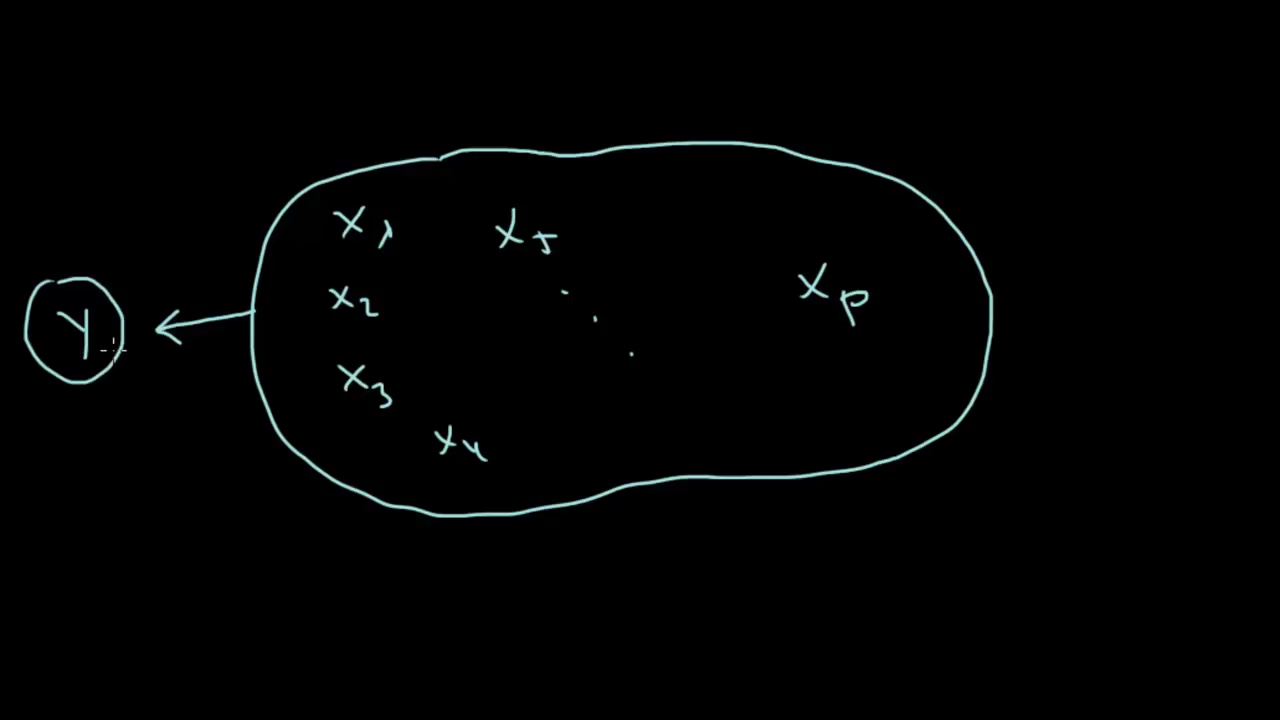 x₁ x₅
x₂ xₚ
y
x₃
x₄